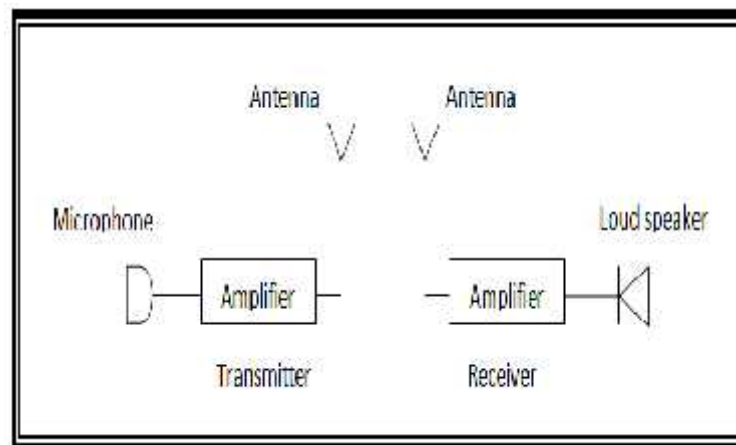 Antenna Antenna
Microphone Loud speaker
Amplifier Amplifier
Transmitter Receiver